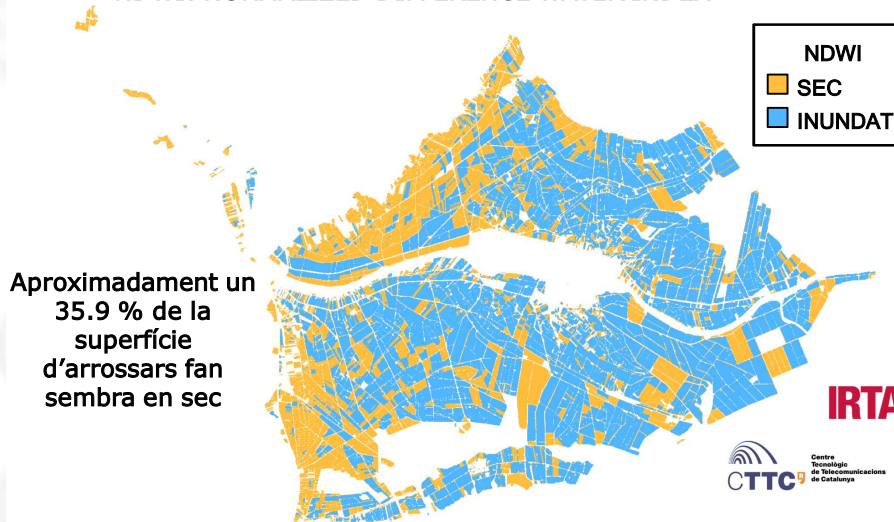 NDWI
SEC
INUNDAT
Aproximadament un
35.9 % de la
superfície
d’arrossars fan
sembra en sec
IRTA
CTTC
Centre
Tecnològic
de Telecomunicacions
de Catalunya